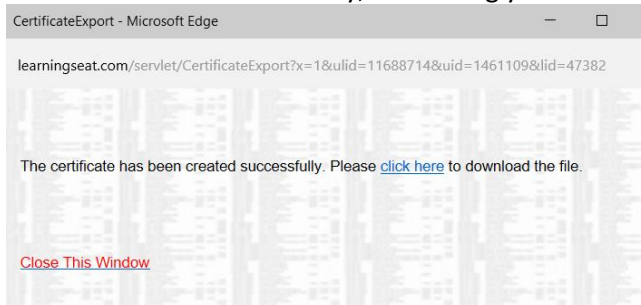 CertificateExport - Microsoft Edge
learningseat.com/servlet/CertificateExport?x=1&ulid=11688714&uid=1461109&lid=47382
The certificate has been created successfully. Please click here to download the file.
Close This Window